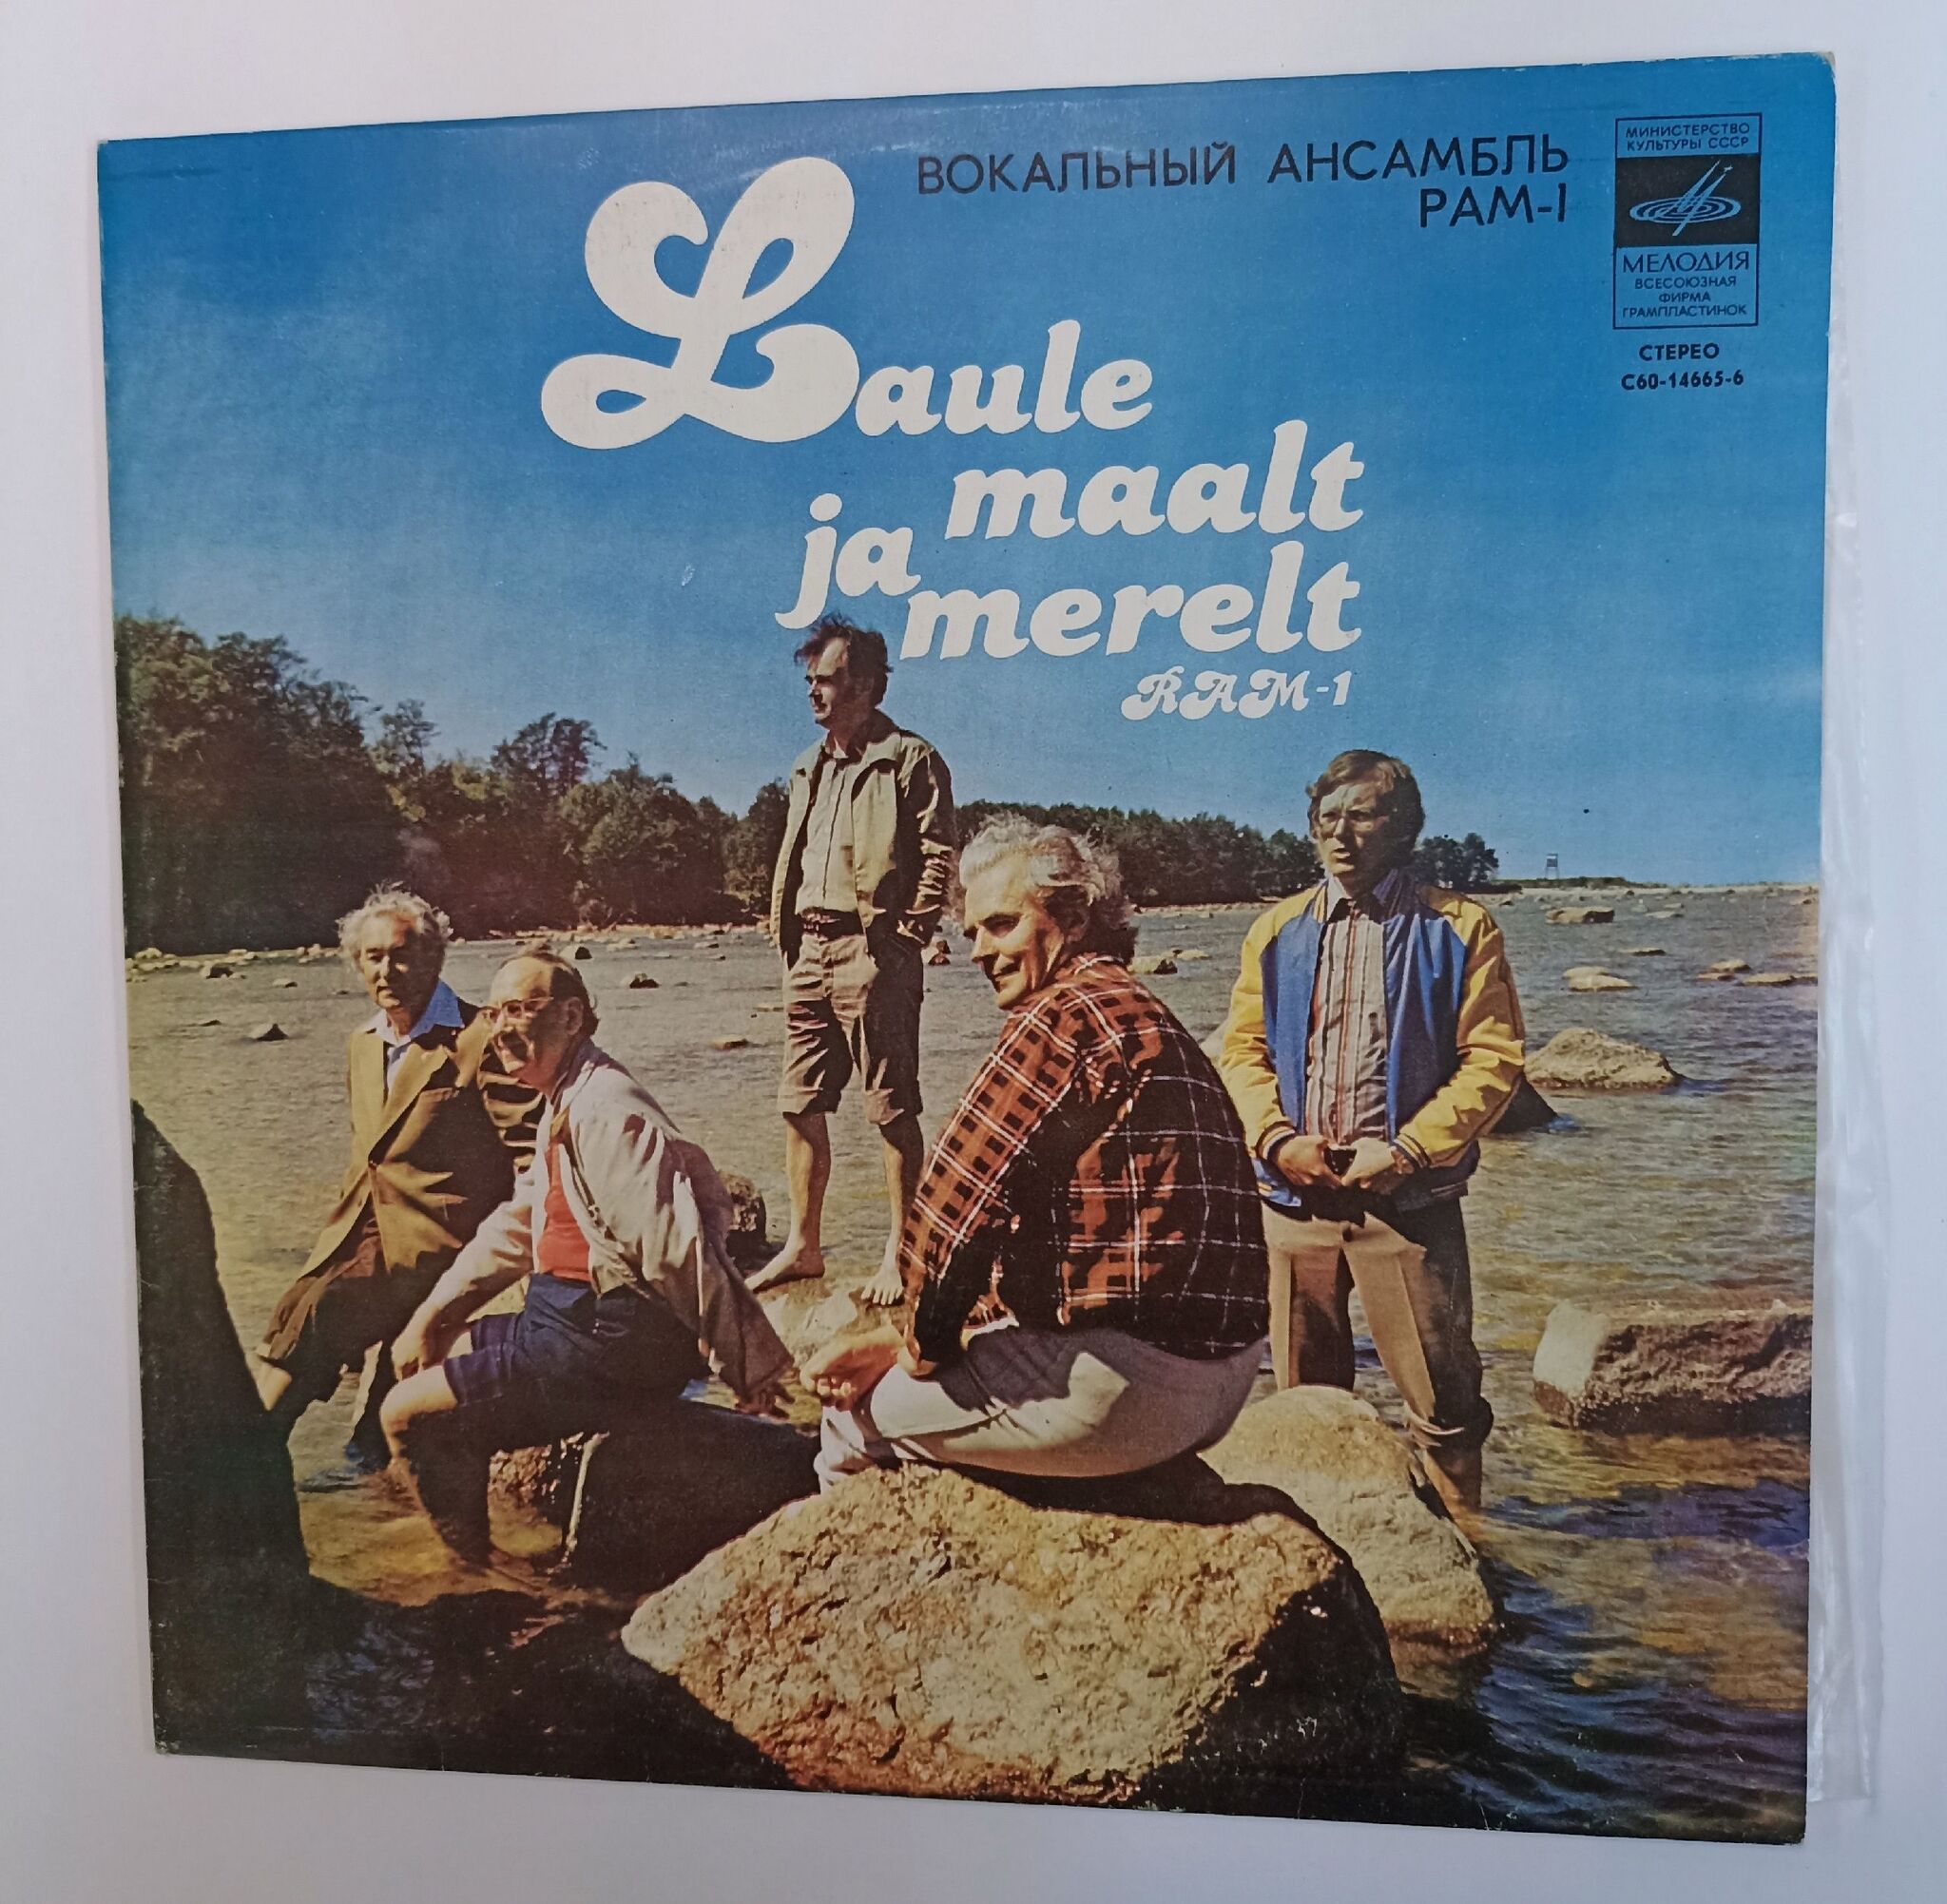 ВОКАЛЬНЫЙ АНСАМБЛЬ
РАМ-1
МИНИСТЕРСТВО
КУЛЬТУРЫ СССР
МЕЛОДИЯ
ВСЕСОЮЗНАЯ
ФИРМА
ГРАМПЛАСТИНОК
СТЕРЕО
С60-14665-6
Laule
maalt
ja
merelt
RAM-1